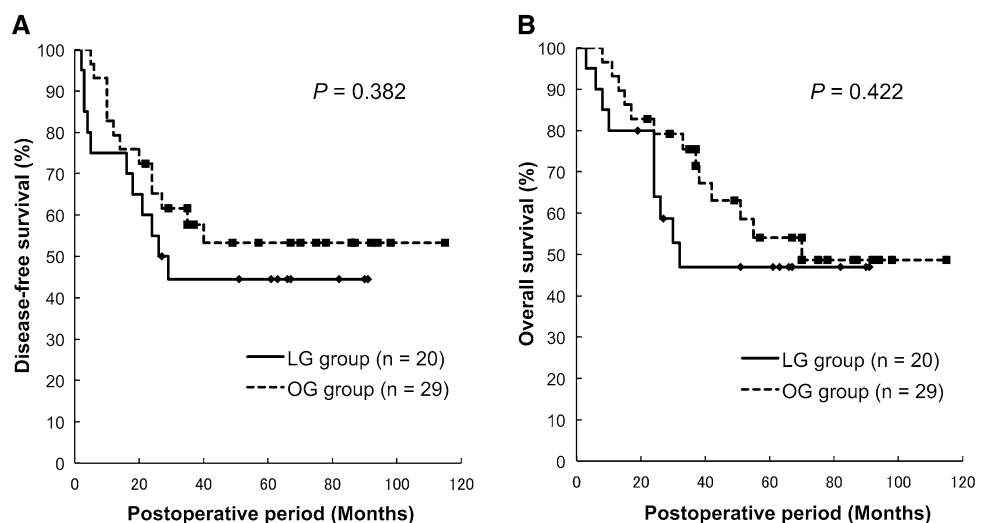 A
Disease-free survival (%)
100
90
80
70
60
50
40
30
20
10
0
P = 0.382
LG group (n = 20)
OG group (n = 29)
0 20 40 60 80 100 120
Postoperative period (Months)
B
Overall survival (%)
100
90
80
70
60
50
40
30
20
10
0
P = 0.422
LG group (n = 20)
OG group (n = 29)
0 20 40 60 80 100 120
Postoperative period (Months)